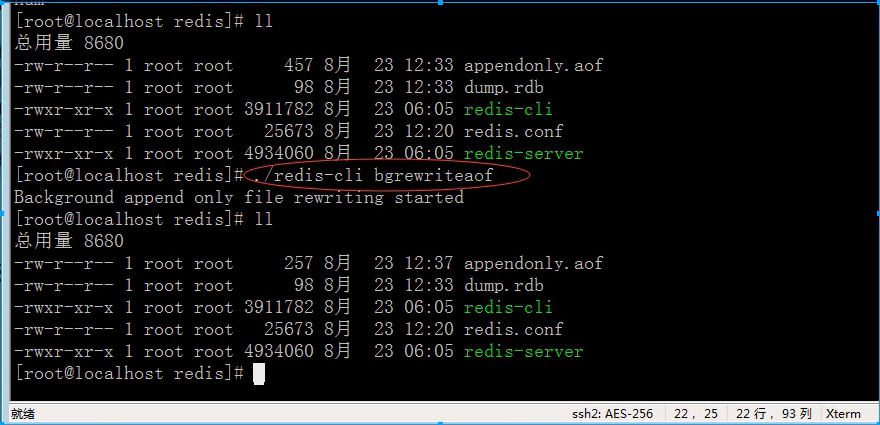 [root@localhost redis]# ll
总用量 8680
-rw-r--r-- 1 root root     457 8月  23 12:33 appendonly.aof
-rw-r--r-- 1 root root      98 8月  23 12:33 dump.rdb
-rwxr-xr-x 1 root root 3911782 8月  23 06:05 redis-cli
-rw-r--r-- 1 root root   25673 8月  23 12:20 redis.conf
-rwxr-xr-x 1 root root 4934060 8月  23 06:05 redis-server
[root@localhost redis]# ./redis-cli bgrewriteaof
Background append only file rewriting started
[root@localhost redis]# ll
总用量 8680
-rw-r--r-- 1 root root     257 8月  23 12:37 appendonly.aof
-rw-r--r-- 1 root root      98 8月  23 12:33 dump.rdb
-rwxr-xr-x 1 root root 3911782 8月  23 06:05 redis-cli
-rw-r--r-- 1 root root   25673 8月  23 12:20 redis.conf
-rwxr-xr-x 1 root root 4934060 8月  23 06:05 redis-server
[root@localhost redis]#
就绪 ssh2: AES-256 22, 25 22 行, 93 列 Xterm